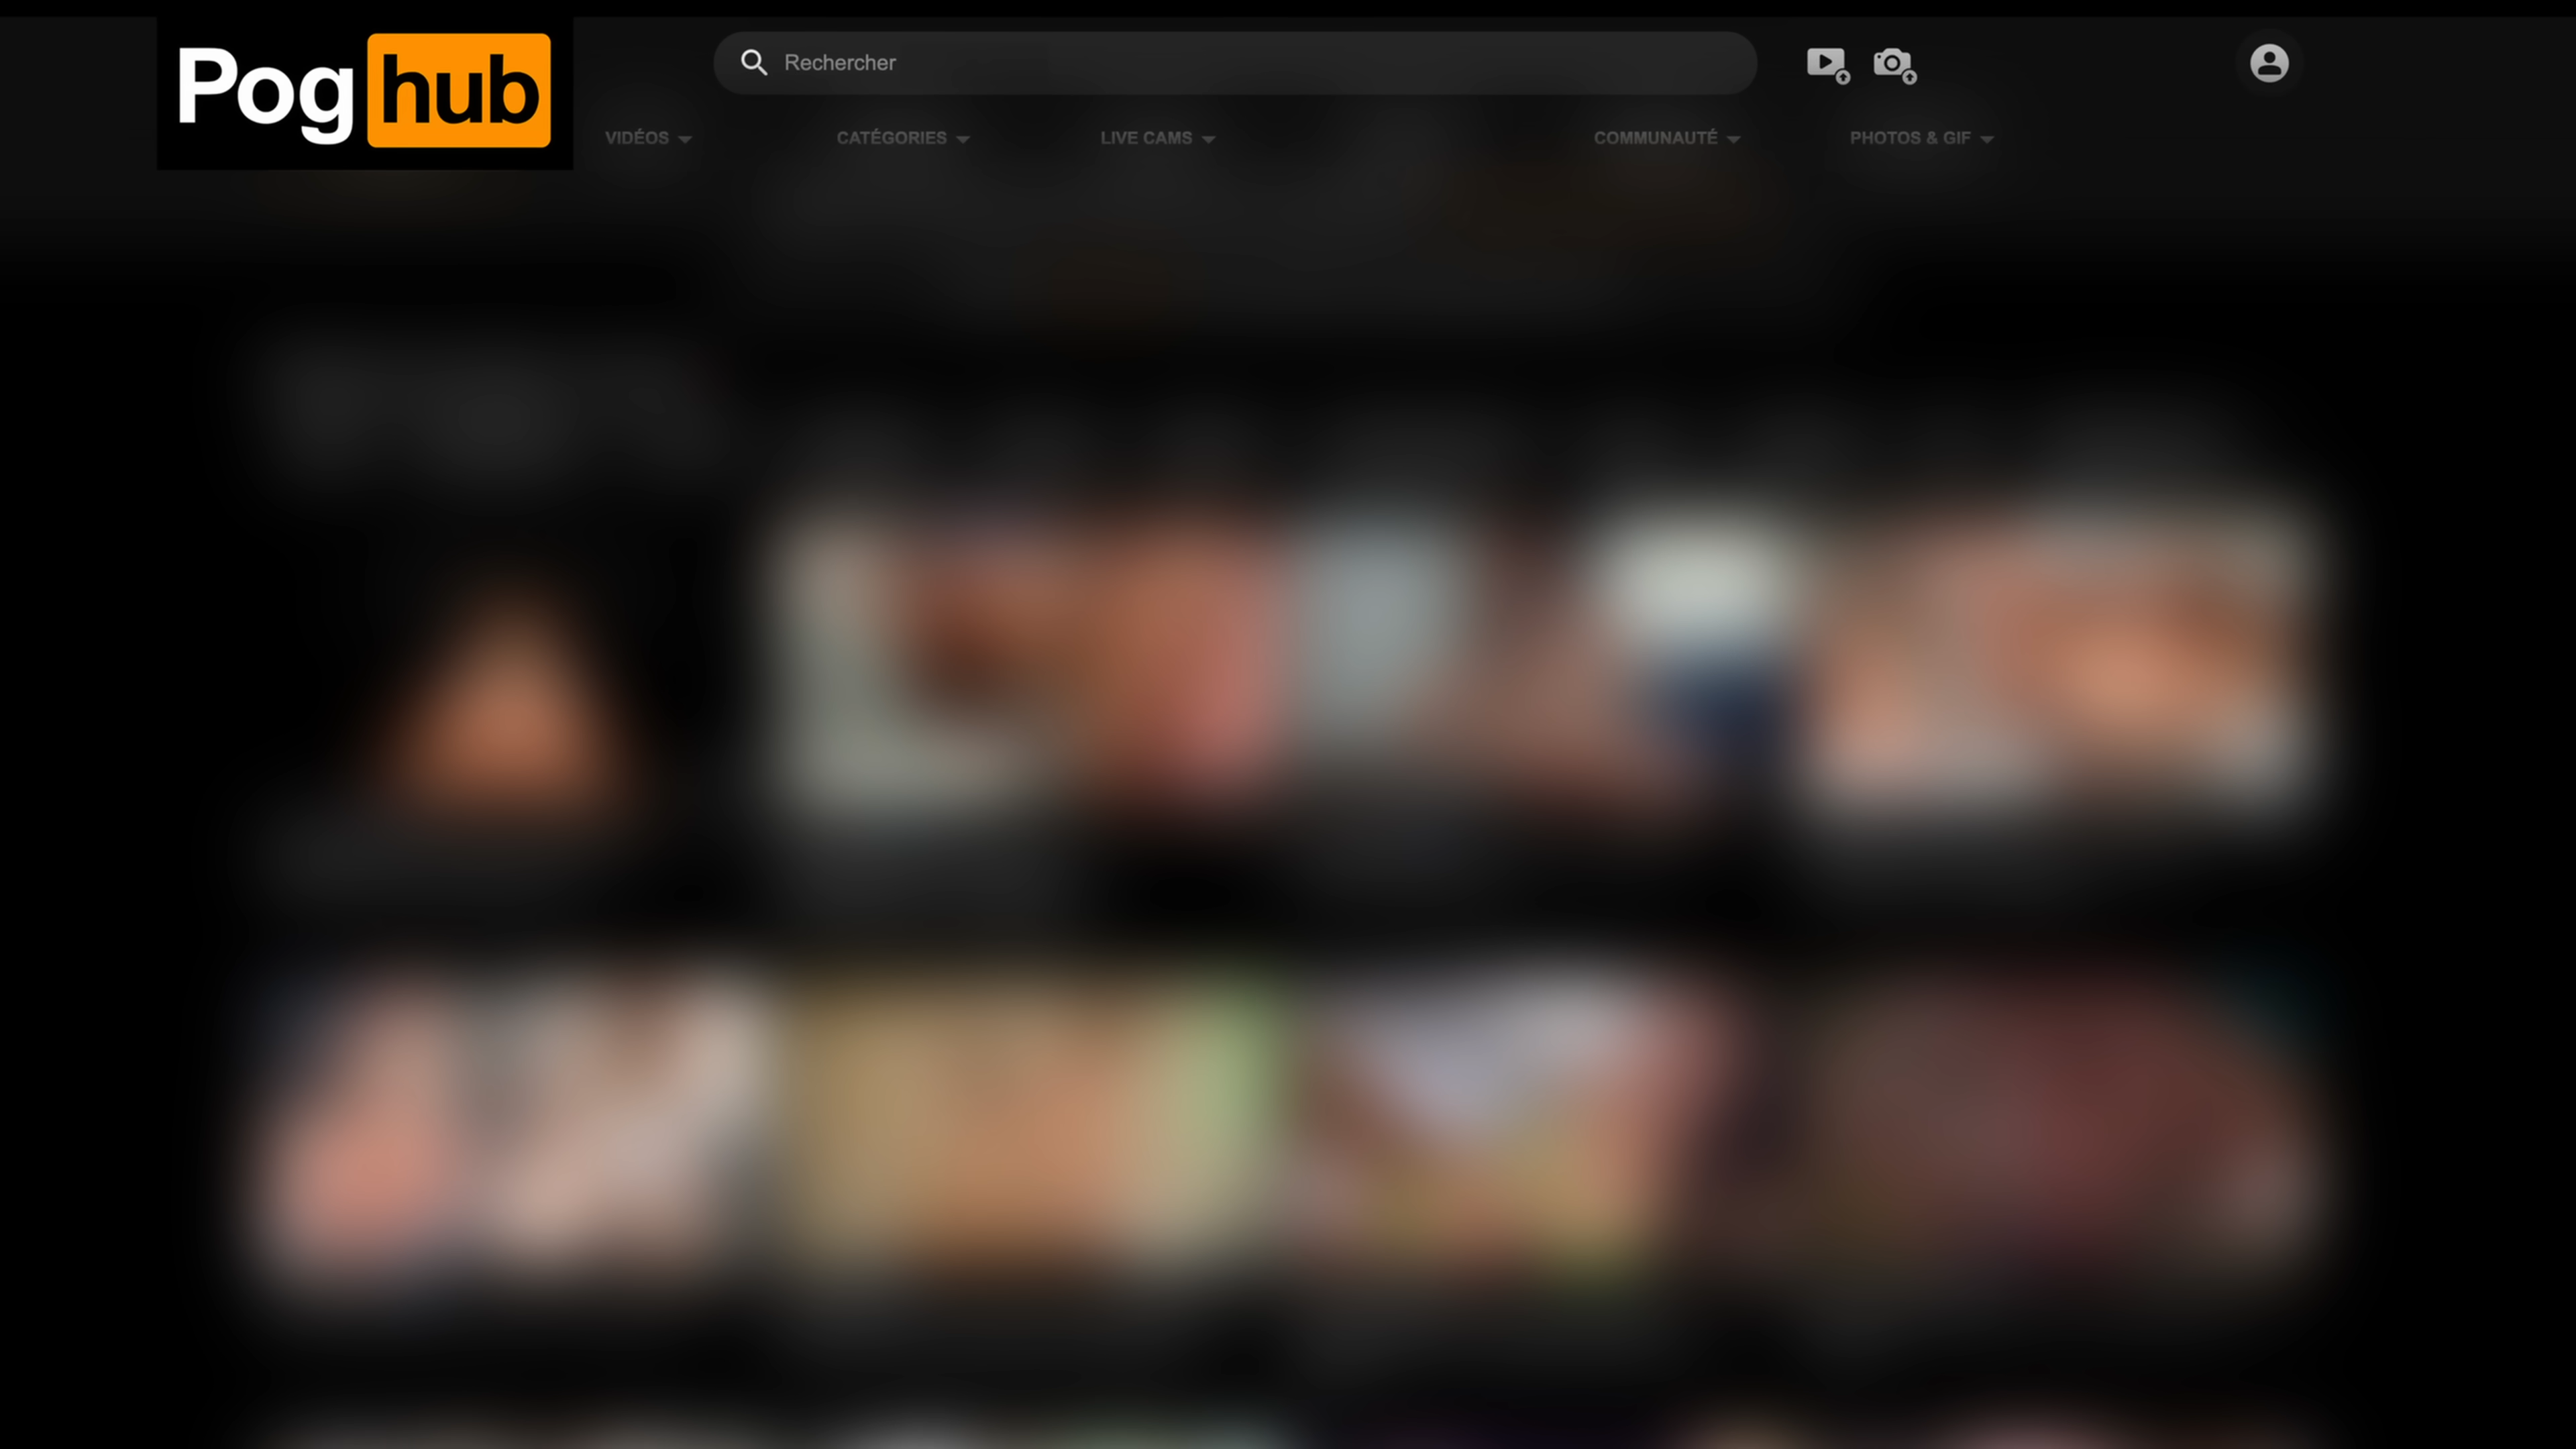 Pog hub
Rechercher
VIDÉOS
CATÉGORIES
LIVE CAMS
COMMUNAUTÉ
PHOTOS & GIF